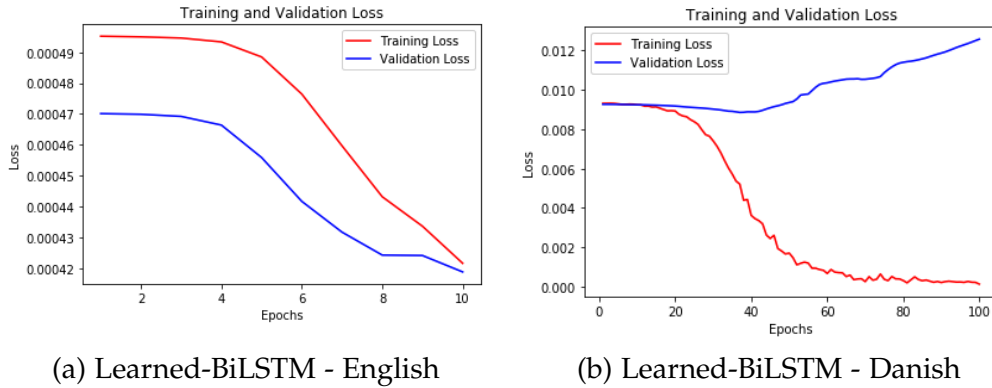 Training and Validation Loss
Training Loss
Validation Loss
0.00049
0.00048
0.00047
0.00046
0.00045
0.00044
0.00043
0.00042
Loss
2
4
6
8
10
Epochs
(a) Learned-BiLSTM - English
Training and Validation Loss
Training Loss
Validation Loss
0.012
0.010
0.008
0.006
0.004
0.002
0.000
Loss
0
20
40
60
80
100
Epochs
(b) Learned-BiLSTM - Danish